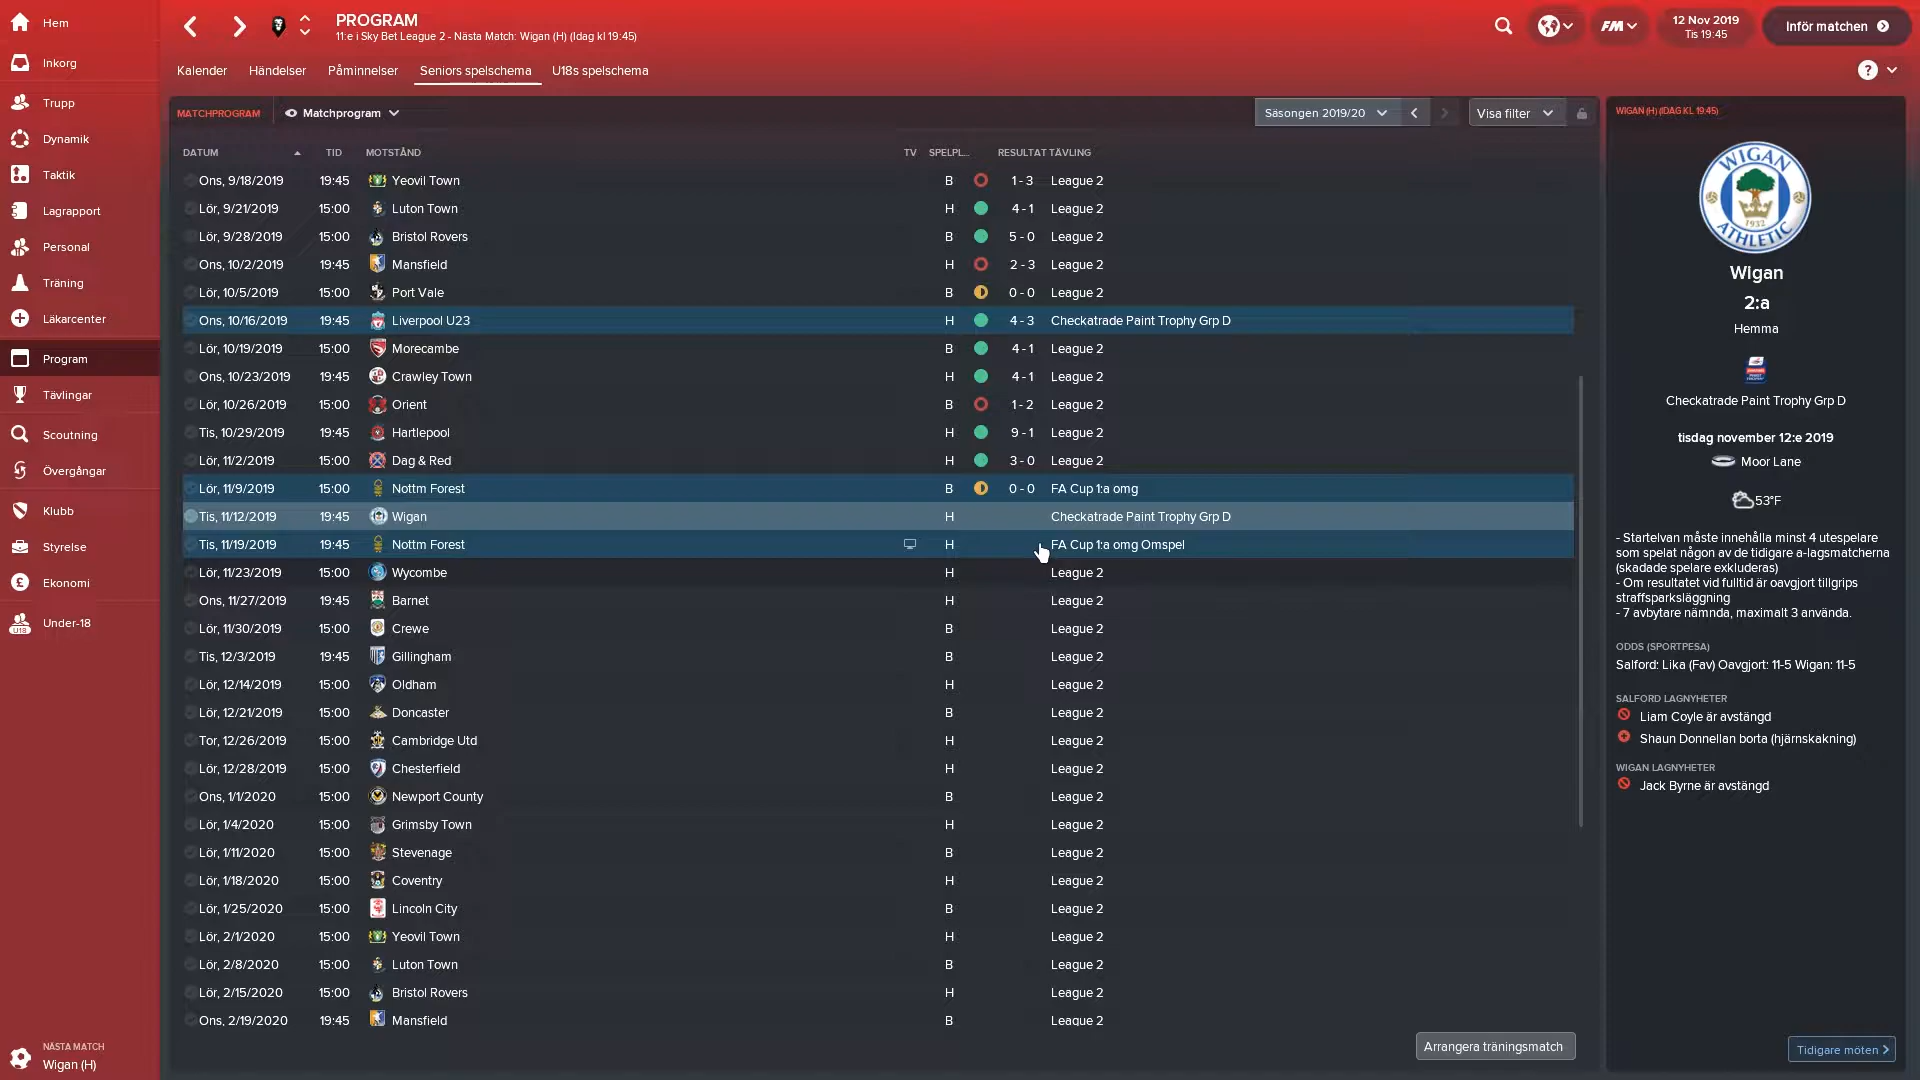 Hem
Inkorg
Trupp
Dynamik
Taktik
Lagrapport
Personal
Träning
Läkarcenter
Program
Tävlingar
Scoutning
Övergångar
Klubb
Styrelse
Ekonomi
U18
Under-18
NÄSTA MATCH
Wigan (H)
PROGRAM
11:e i Sky Bet League 2 - Nästa Match: Wigan (H) (Idag kl 19:45)
FM
12 Nov 2019
Tis 19:45
Inför matchen
Kalender Händelser Påminnelser Seniors spelschema U18s spelschema
?
MATCHPROGRAM Matchprogram Säsongen 2019/20 Visa filter
DATUM TID MOTSTÅND TV SPELPL... RESULTAT TÄVLING
Ons, 9/18/2019 19:45 Yeovil Town B 1 - 3 League 2
Lör, 9/21/2019 15:00 Luton Town H 4 - 1 League 2
Lör, 9/28/2019 15:00 Bristol Rovers B 5 - 0 League 2
Ons, 10/2/2019 19:45 Mansfield H 2 - 3 League 2
Lör, 10/5/2019 15:00 Port Vale B 0 - 0 League 2
Ons, 10/16/2019 19:45 Liverpool U23 H 4 - 3 Checkatrade Paint Trophy Grp D
Lör, 10/19/2019 15:00 Morecambe B 4 - 1 League 2
Ons, 10/23/2019 19:45 Crawley Town H 4 - 1 League 2
Lör, 10/26/2019 15:00 Orient B 1 - 2 League 2
Tis, 10/29/2019 19:45 Hartlepool H 9 - 1 League 2
Lör, 11/2/2019 15:00 Dag & Red H 3 - 0 League 2
Lör, 11/9/2019 15:00 Nottm Forest B 0 - 0 FA Cup 1:a omg
Tis, 11/12/2019 19:45 Wigan H Checkatrade Paint Trophy Grp D
Tis, 11/19/2019 19:45 Nottm Forest H FA Cup 1:a omg Omspel
Lör, 11/23/2019 15:00 Wycombe H League 2
Ons, 11/27/2019 19:45 Barnet H League 2
Lör, 11/30/2019 15:00 Crewe B League 2
Tis, 12/3/2019 19:45 Gillingham B League 2
Lör, 12/14/2019 15:00 Oldham H League 2
Lör, 12/21/2019 15:00 Doncaster B League 2
Tor, 12/26/2019 15:00 Cambridge Utd H League 2
Lör, 12/28/2019 15:00 Chesterfield H League 2
Ons, 1/1/2020 15:00 Newport County B League 2
Lör, 1/4/2020 15:00 Grimsby Town H League 2
Lör, 1/11/2020 15:00 Stevenage B League 2
Lör, 1/18/2020 15:00 Coventry H League 2
Lör, 1/25/2020 15:00 Lincoln City B League 2
Lör, 2/1/2020 15:00 Yeovil Town H League 2
Lör, 2/8/2020 15:00 Luton Town B League 2
Lör, 2/15/2020 15:00 Bristol Rovers H League 2
Ons, 2/19/2020 19:45 Mansfield B League 2
Arrangera träningsmatch
WIGAN (H) (IDAG KL 19:45)
WIGAN
1932
ATHLETIC
Wigan
2:a
Hemma
Checkatrade Paint Trophy Grp D
tisdag november 12:e 2019
Moor Lane
53°F
- Startelvan måste innehålla minst 4 utespelare
som spelat någon av de tidigare a-lagsmatcherna
(skadade spelare exkluderas)
- Om resultatet vid fulltid är oavgjort tillgrips
straffsparksläggning
- 7 avbytare nämnda, maximalt 3 använda.
ODDS (SPORTPESA)
Salford: Lika (Fav) Oavgjort: 11-5 Wigan: 11-5
SALFORD LAGNYHETER
Liam Coyle är avstängd
Shaun Donnellan borta (hjärnskakning)
WIGAN LAGNYHETER
Jack Byrne är avstängd
Tidigare möten